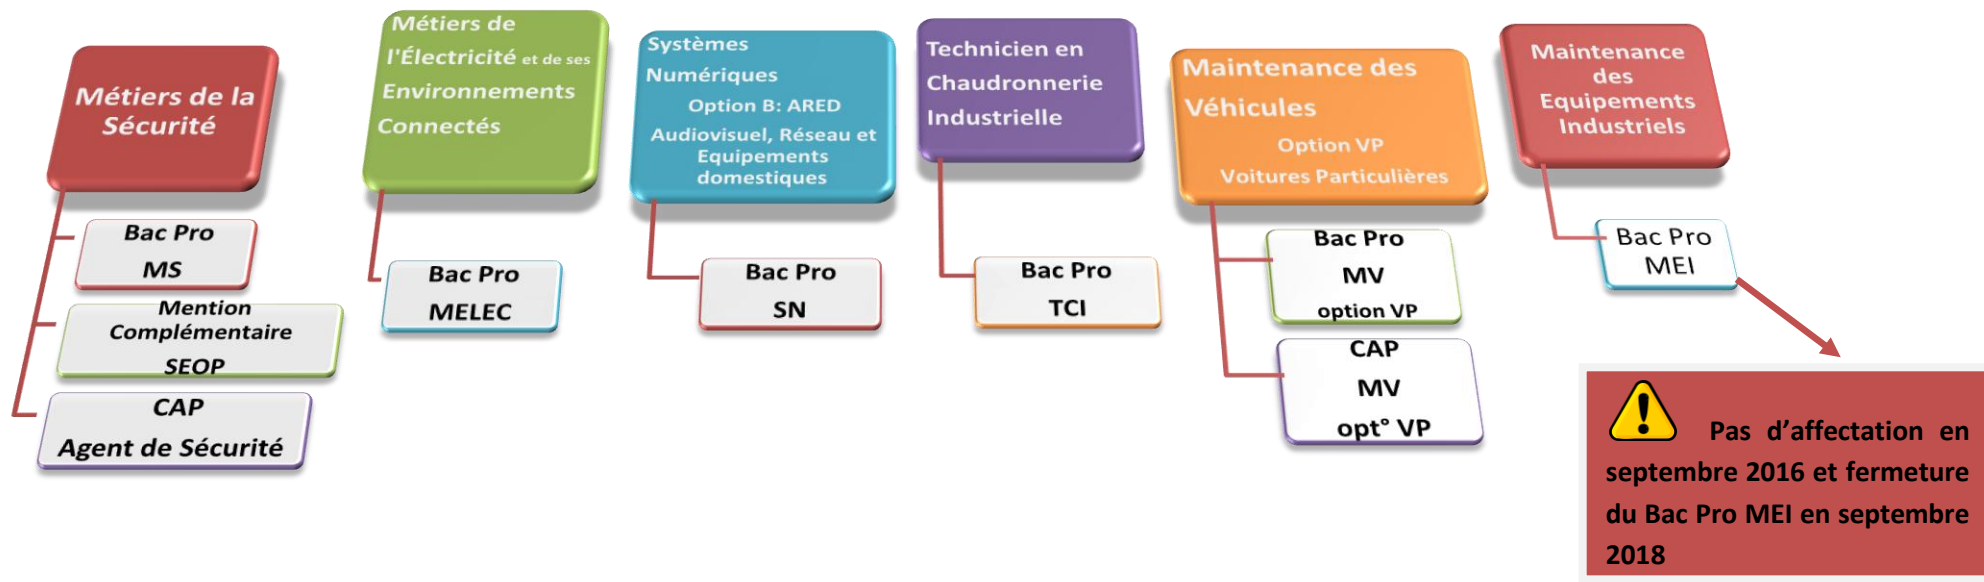 Métiers de la
Sécurité
Bac Pro
MS
Mention
Complémentaire
SEOP
CAP
Agent de Sécurité
Métiers de
l'Électricité et de ses
Environnements
Connectés
Bac Pro
MELEC
Systèmes
Numériques
Option B: ARED
Audiovisuel, Réseau et
Equipements
domestiques
Bac Pro
SN
Technicien en
Chaudronnerie
Industrielle
Bac Pro
TCI
Maintenance des
Véhicules
Option VP
Voitures Particulières
Bac Pro
MV
option VP
CAP
MV
opt° VP
Maintenance
des
Equipements
Industriels
Bac Pro
MEI
Pas d’affectation en
septembre 2016 et fermeture
du Bac Pro MEI en septembre
2018